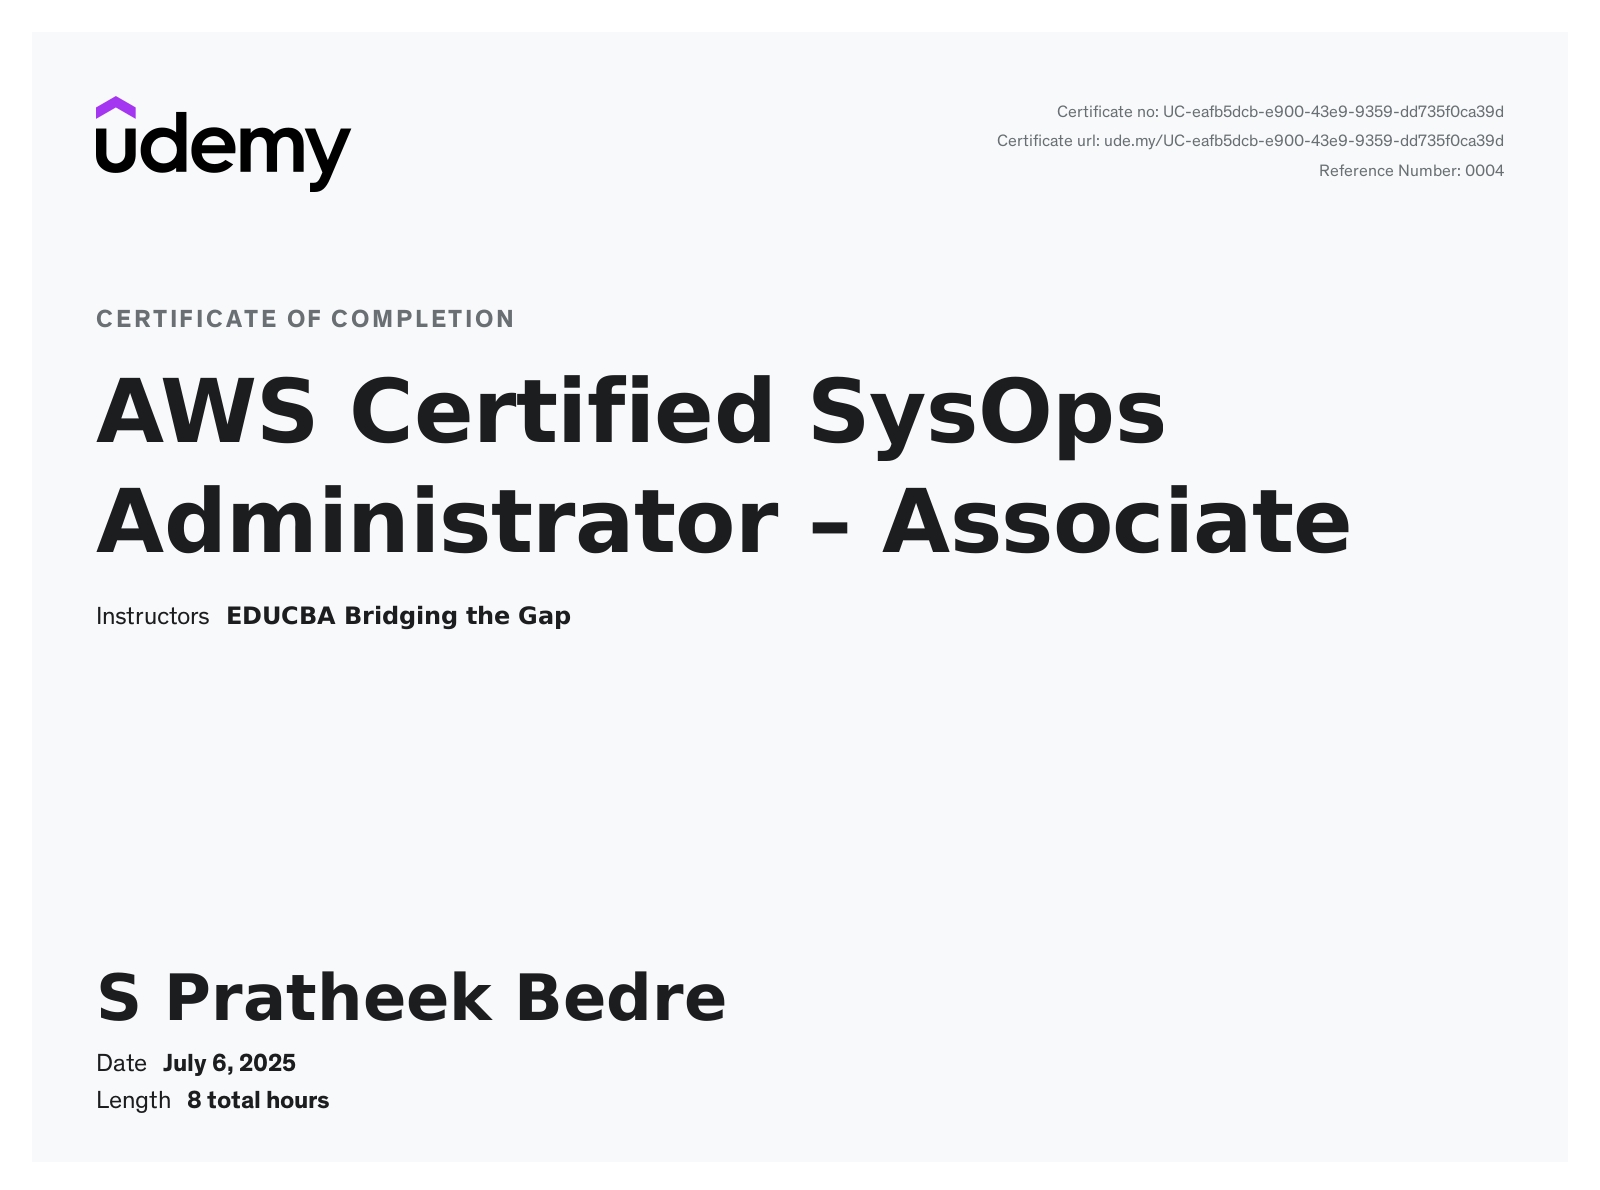 udemy
Certificate no: UC-eafb5dcb-e900-43e9-9359-dd735f0ca39d
Certificate url: ude.my/UC-eafb5dcb-e900-43e9-9359-dd735f0ca39d
Reference Number: 0004
CERTIFICATE OF COMPLETION
AWS Certified SysOps
Administrator – Associate
Instructors EDUCBA Bridging the Gap
S Pratheek Bedre
Date July 6, 2025
Length 8 total hours